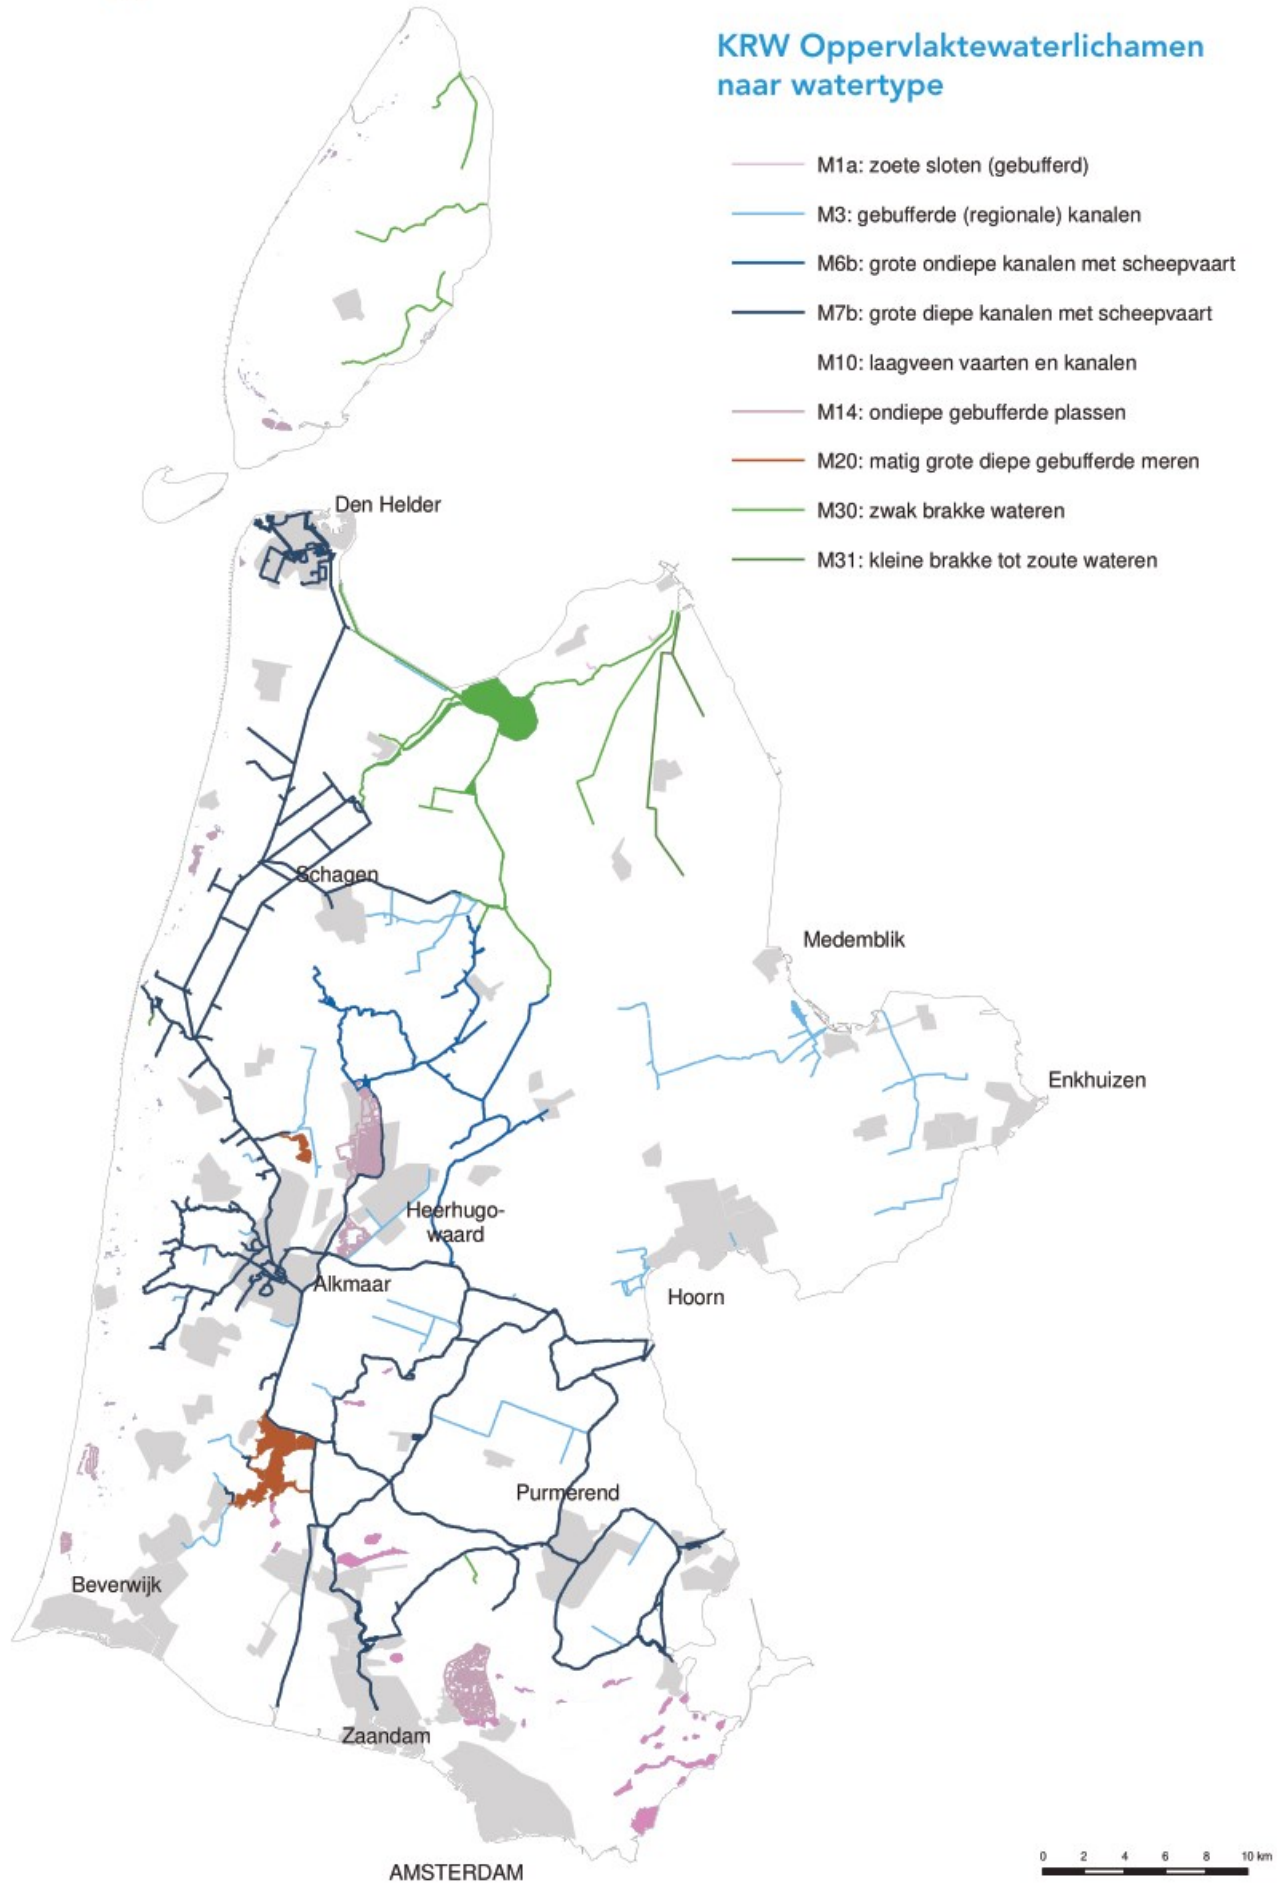 KRW Oppervlaktewaterlichamen
naar watertype
M1a: zoete sloten (gebufferd)
M3: gebufferde (regionale) kanalen
M6b: grote ondiepe kanalen met scheepvaart
M7b: grote diepe kanalen met scheepvaart
M10: laagveen vaarten en kanalen
M14: ondiepe gebufferde plassen
M20: matig grote diepe gebufferde meren
M30: zwak brakke wateren
M31: kleine brakke tot zoute wateren
Den Helder
Schagen
Medemblik
Enkhuizen
Heerhugo-
waard
Alkmaar
Hoorn
Purmerend
Beverwijk
Zaandam
AMSTERDAM
0 2 4 6 8 10 km